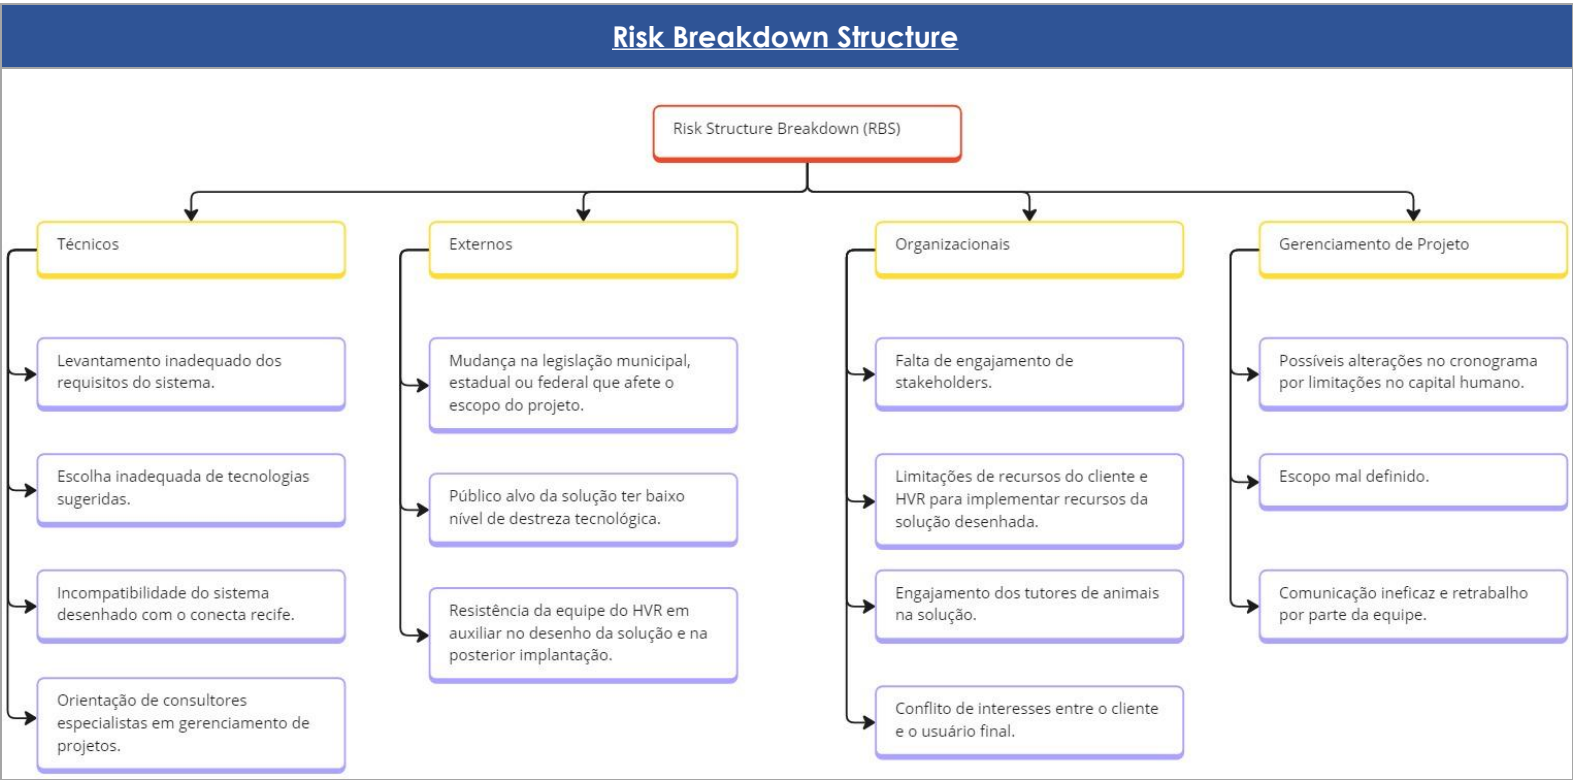 Risk Breakdown Structure
Risk Structure Breakdown (RBS)
Técnicos
Levantamento inadequado dos
requisitos do sistema.
Escolha inadequada de tecnologias
sugeridas.
Incompatibilidade do sistema
desenhado com o conecta recife.
Orientação de consultores
especialistas em gerenciamento de
projetos.
Externos
Mudança na legislação municipal,
estadual ou federal que afete o
escopo do projeto.
Público alvo da solução ter baixo
nível de destreza tecnológica.
Resistência da equipe do HVR em
auxiliar no desenho da solução e na
posterior implantação.
Organizacionais
Falta de engajamento de
stakeholders.
Limitações de recursos do cliente e
HVR para implementar recursos da
solução desenhada.
Engajamento dos tutores de animais
na solução.
Conflito de interesses entre o cliente
e o usuário final.
Gerenciamento de Projeto
Possíveis alterações no cronograma
por limitações no capital humano.
Escopo mal definido.
Comunicação ineficaz e retrabalho
por parte da equipe.